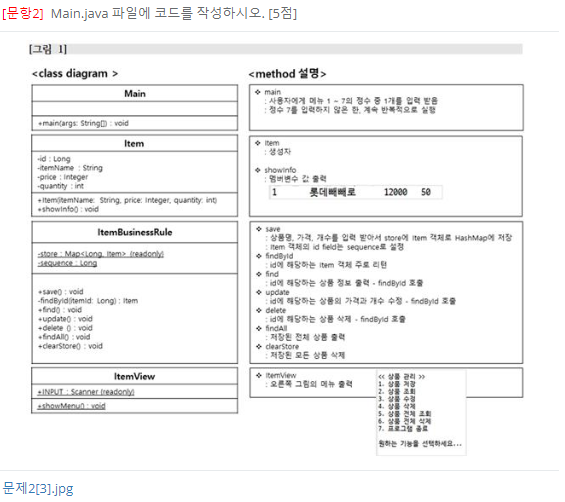 [문항2] Main.java 파일에 코드를 작성하시오. [5점]
[그림 1]
<class diagram >
Main
+main(args: String[]) : void
Item
-id : Long
-itemName : String
-price : Integer
-quantity : int
+Item(itemName: String, price: Integer, quantity: int)
+showInfo() : void
ItemBusinessRule
-store : Map<Long, Item> (readonly)
-sequence : Long
+save() : void
-findById(itemId: Long) : Item
+find() : void
+update() : void
+delete () : void
+findAll() : void
+clearStore() : void
ItemView
+INPUT : Scanner (readonly)
+showMenu() : void
<method 설명>
❖ main
: 사용자에게 메뉴 1 ~ 7의 정수 중 1개를 입력 받음
: 정수 7를 입력하지 않은 한, 계속 반복적으로 실행
❖ Item
: 생성자
❖ showInfo
: 멤버변수 값 출력
1 롯데빼빼로 12000 50
❖ save
: 상품명, 가격, 개수를 입력 받아서 store에 Item 객체로 HashMap에 저장
: Item 객체의 id field는 sequence로 설정
❖ findById
: id에 해당하는 Item 객체 주로 리턴
❖ find
: id에 해당하는 상품 정보 출력 - findById 호출
❖ update
: id에 해당하는 상품의 가격과 개수 수정 - findById 호출
❖ delete
: id에 해당하는 상품 삭제 - findById 호출
❖ findAll
: 저장된 전체 상품 출력
❖ clearStore
: 저장된 모든 상품 삭제
❖ ItemView
: 오른쪽 그림의 메뉴 출력
<< 상품 관리 >>
1. 상품 저장
2. 상품 조회
3. 상품 수정
4. 상품 삭제
5. 상품 전체 조회
6. 상품 전체 삭제
7. 프로그램 종료
원하는 기능을 선택하세요...
문제2[3].jpg